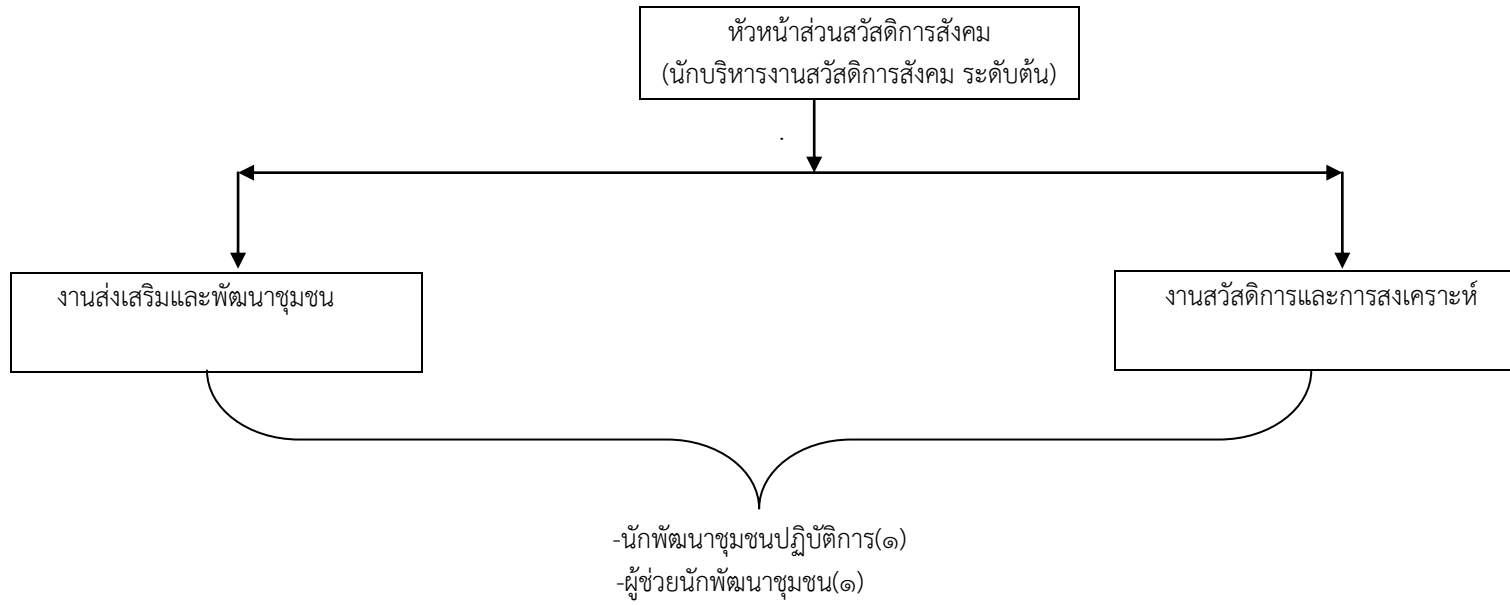 หัวหน้าส่วนสวัสดิการสังคม
(นักบริหารงานสวัสดิการสังคม ระดับต้น)
งานส่งเสริมและพัฒนาชุมชน
งานสวัสดิการและการสงเคราะห์
-นักพัฒนาชุมชนปฏิบัติการ(๑)
-ผู้ช่วยนักพัฒนาชุมชน(๑)